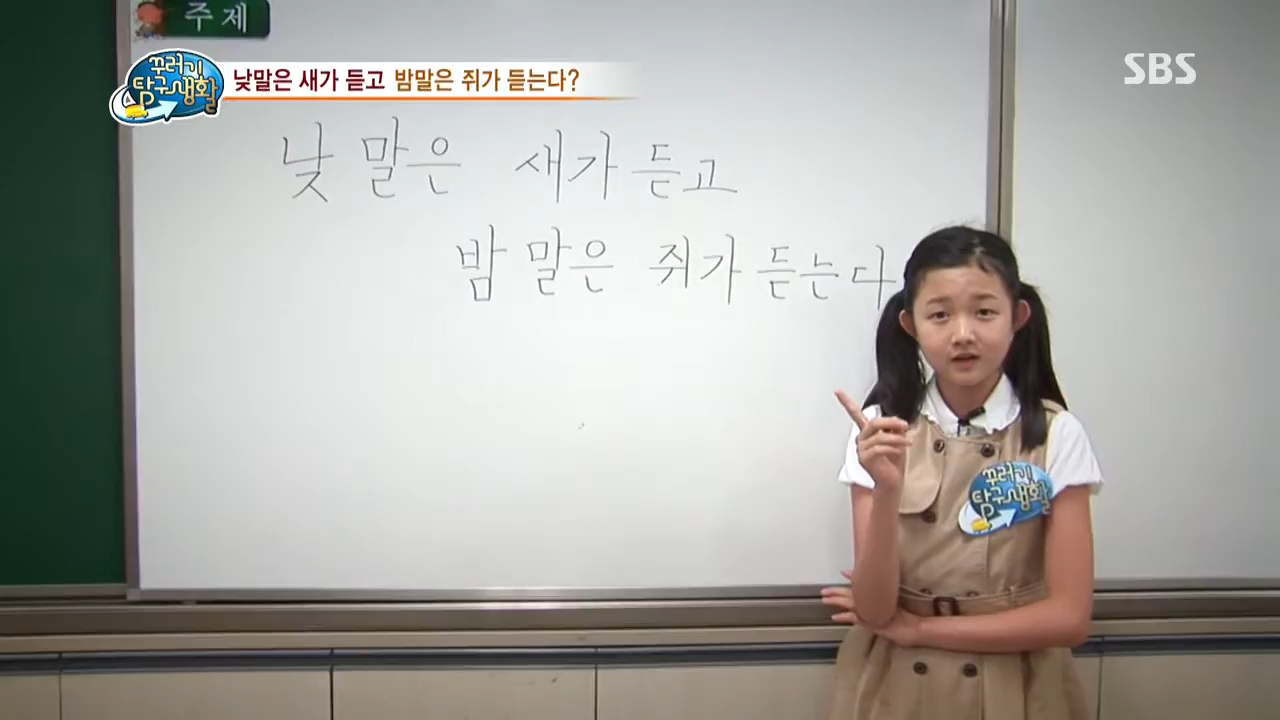 주제
꾸러기 탐구생활
낮말은 새가 듣고 밤말은 쥐가 듣는다?
SBS
낮말은 새가 듣고
밤말은 쥐가 듣는다
꾸러기
탐구생활